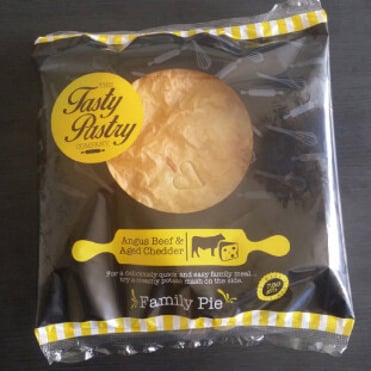 THE
Tasty
Pastry
COMPANY
Angus Beef &
Aged Chedder
For a deliciously quick and easy family meal...
try a creamy potato mash on the side.
Family Pie